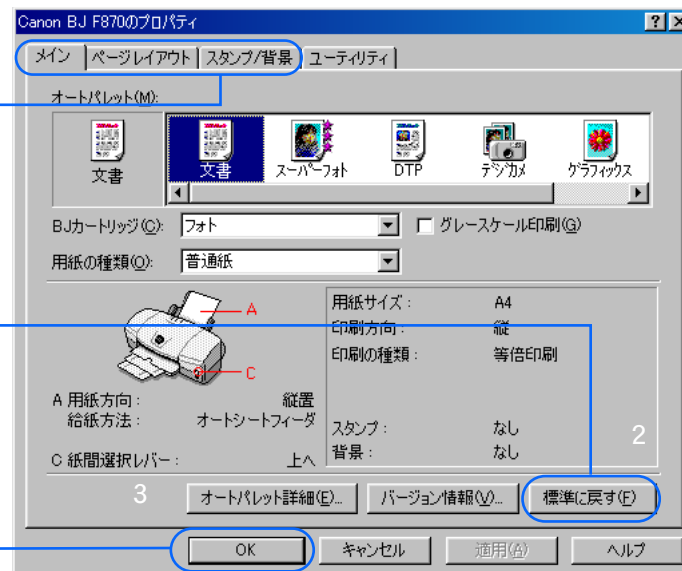 Canon BJ F870のプロパティ
メイン ページレイアウト スタンプ/背景 ユーティリティ
オートパレット(M):
文書 文書 スーパーフォト DTP デジカメ グラフィックス
BJカートリッジ(C): フォト グレースケール印刷(G)
用紙の種類(O): 普通紙
A
C
用紙サイズ: A4
印刷方向: 縦
印刷の種類: 等倍印刷
A 用紙方向: 縦置
給紙方法: オートシートフィーダ
C 紙間選択レバー: 上へ
スタンプ: なし
背景: なし
2
3
オートパレット詳細(E)... バージョン情報(V)... 標準に戻す(F)
OK キャンセル 適用(A) ヘルプ